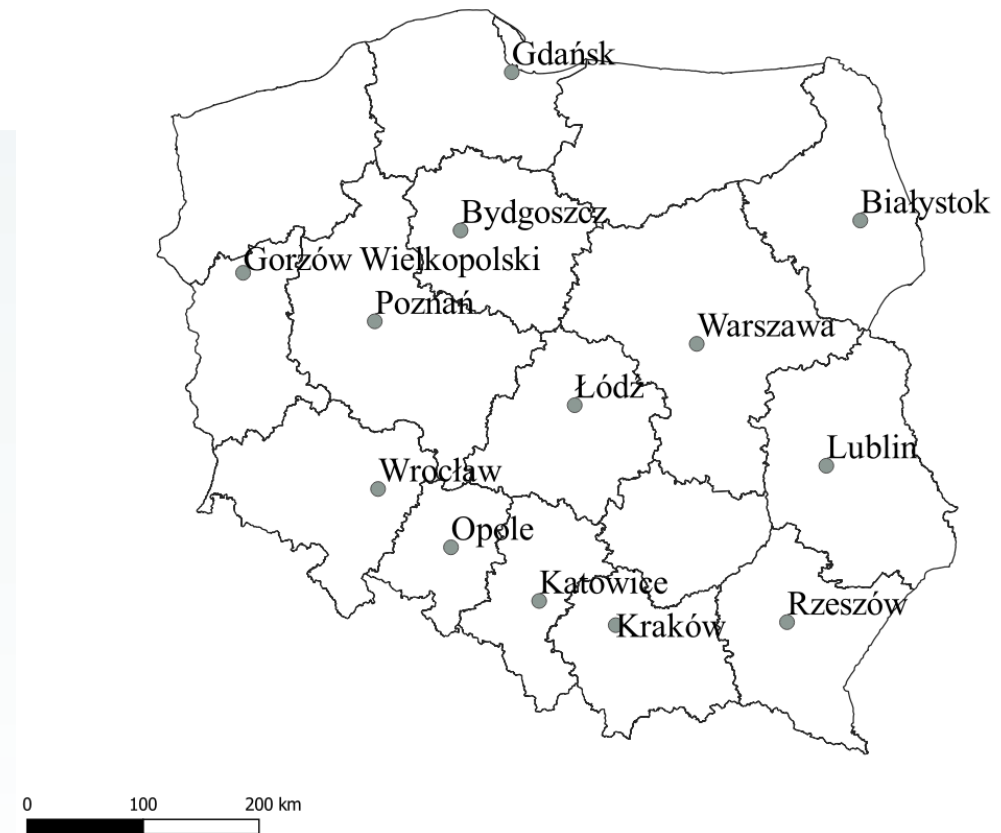 Gdańsk
Białystok
Bydgoszcz
Gorzów Wielkopolski
Poznań
Warszawa
Łódź
Lublin
Wrocław
Opole
Katowice
Rzeszów
Kraków
0 100 200 km